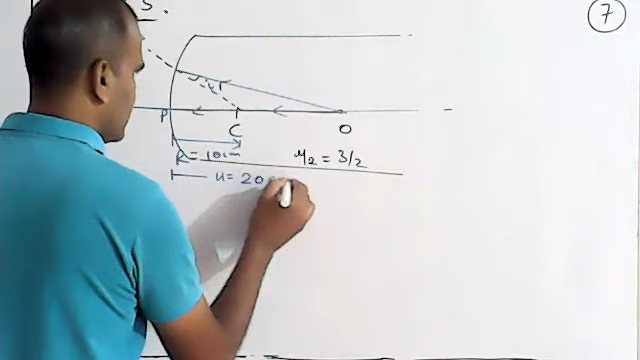 S.
7
r
P
C
O
R = 10cm
μ₂ = 3/2
u = 20